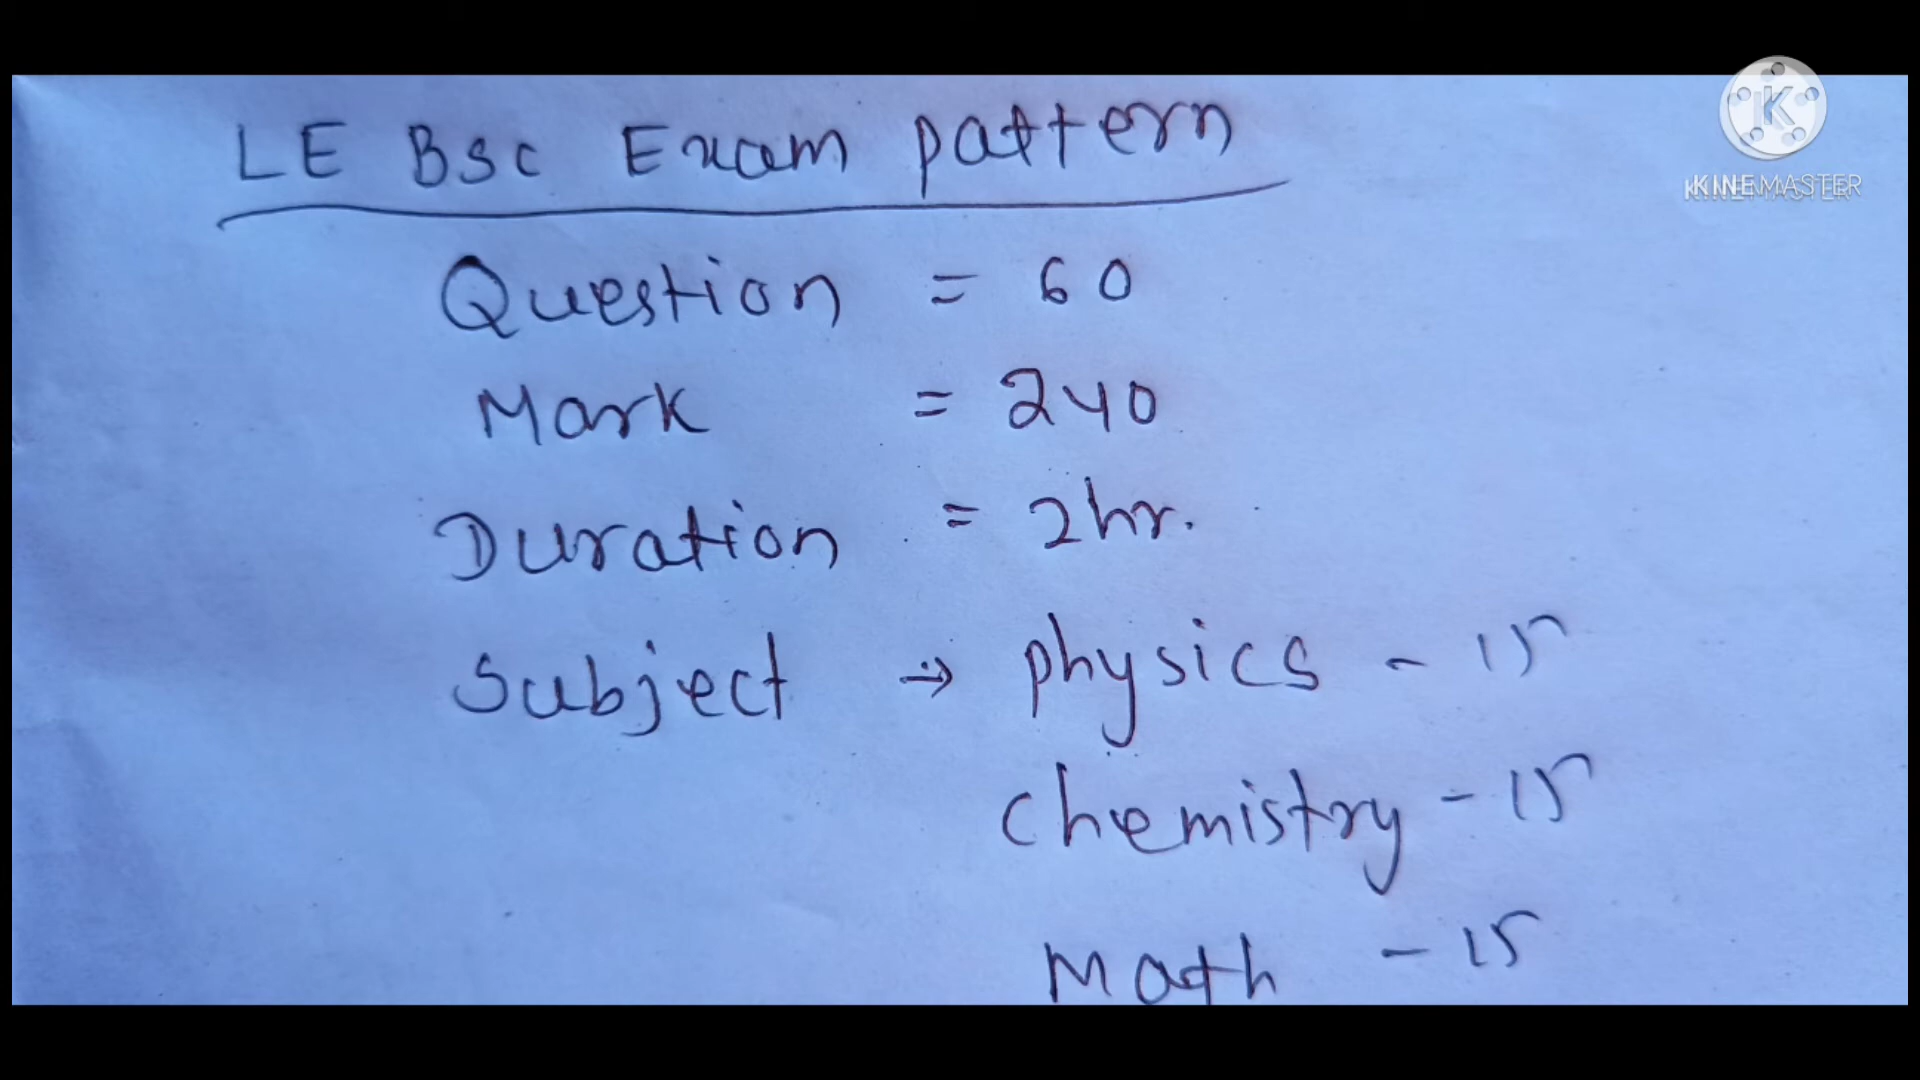 LE Bsc Exam pattern
KINEMASTER
Question = 60
Mark = 240
Duration = 2hr.
Subject → physics - 15
chemistry - 15
Math - 15